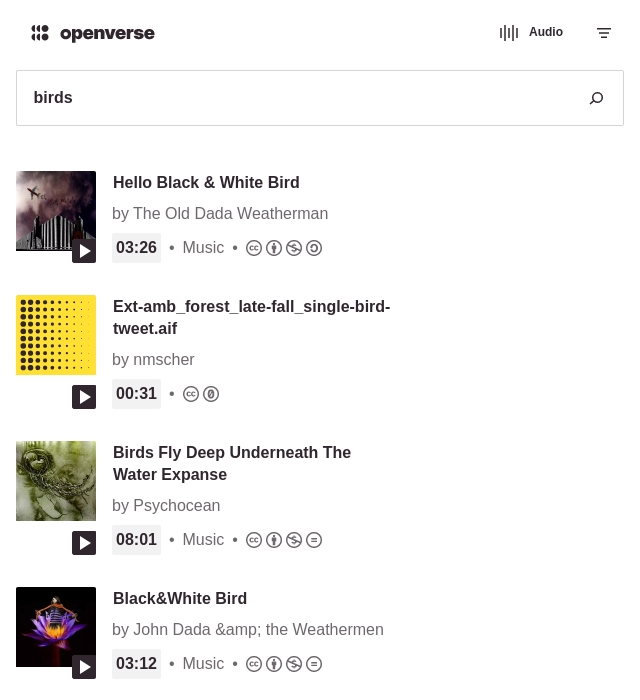 openverse
Audio
birds
Hello Black & White Bird
by The Old Dada Weatherman
03:26 • Music •
Ext-amb_forest_late-fall_single-bird-
tweet.aif
by nmscher
00:31 •
Birds Fly Deep Underneath The
Water Expanse
by Psychocean
08:01 • Music •
Black&White Bird
by John Dada &amp; the Weathermen
03:12 • Music •